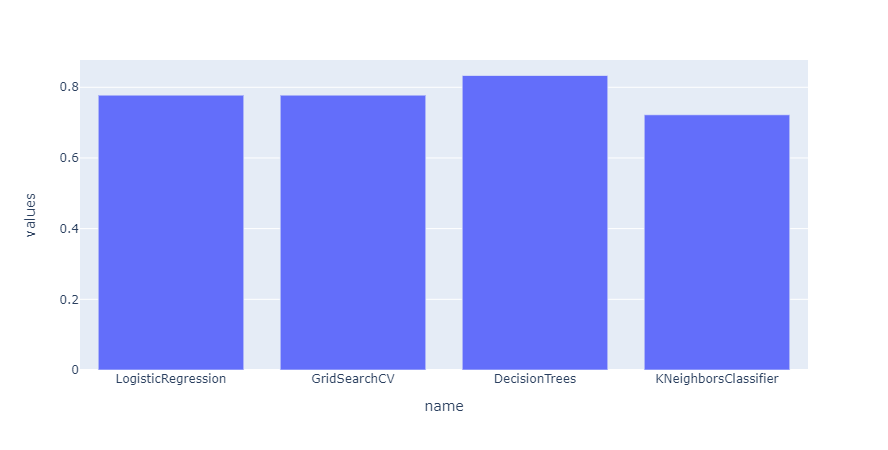 0.8
0.6
0.4
0.2
0
values
LogisticRegression GridSearchCV DecisionTrees KNeighborsClassifier
name